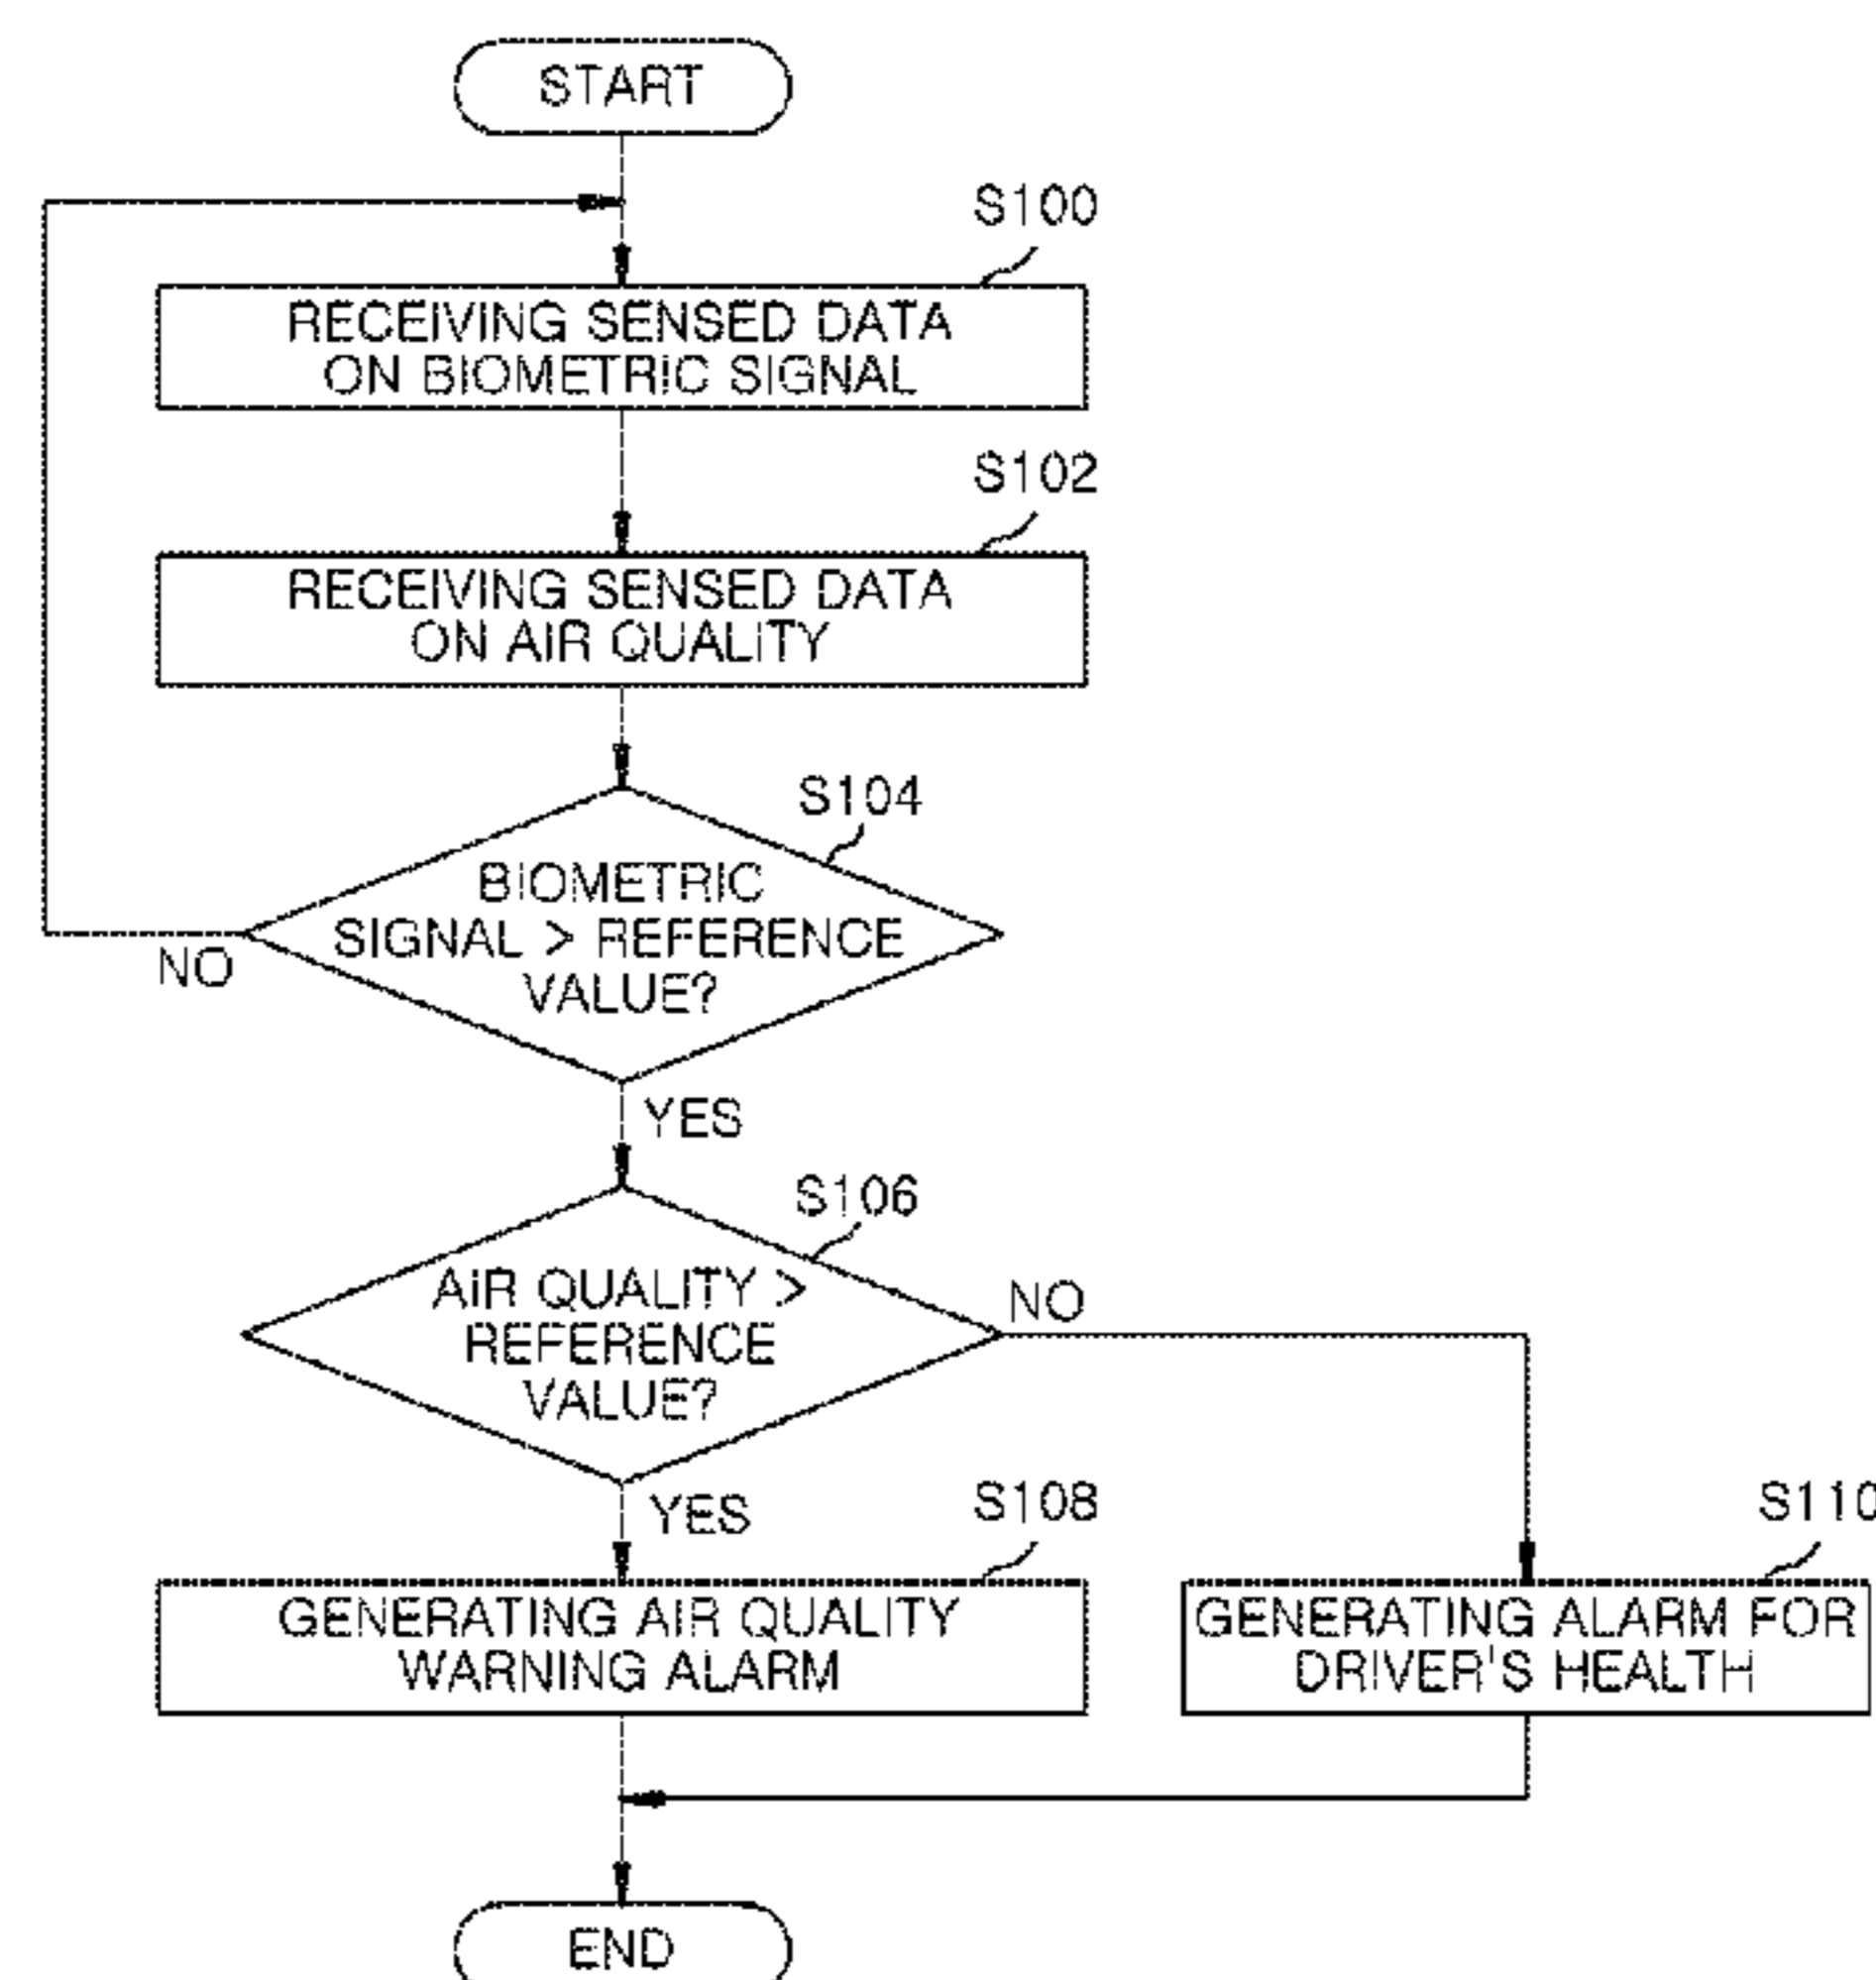 START
S100
RECEIVING SENSED DATA
ON BIOMETRIC SIGNAL
S102
RECEIVING SENSED DATA
ON AIR QUALITY
S104
BIOMETRIC
SIGNAL > REFERENCE
VALUE?
NO
YES
S106
AIR QUALITY >
REFERENCE
VALUE?
NO
YES
S108
GENERATING AIR QUALITY
WARNING ALARM
S110
GENERATING ALARM FOR
DRIVER'S HEALTH
END